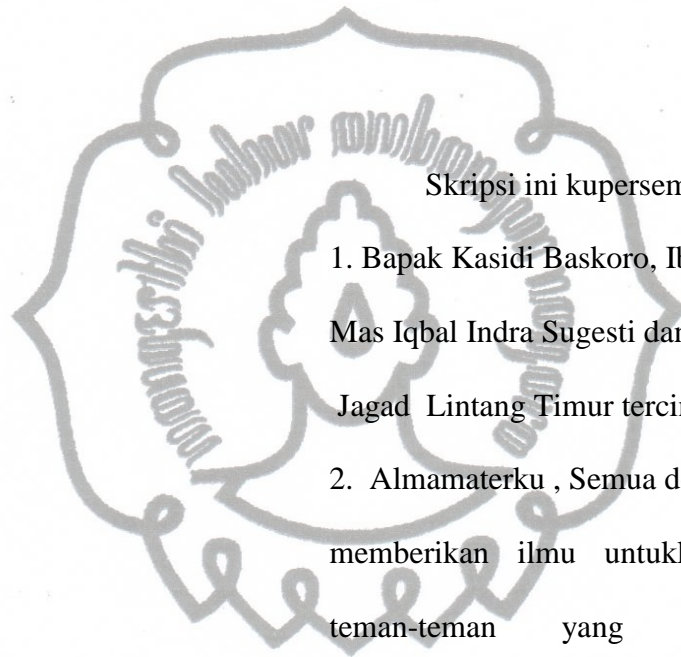 Skripsi ini kupersem
1. Bapak Kasidi Baskoro, Ib
Mas Iqbal Indra Sugesti dan
Jagad Lintang Timur tercin
2. Almamaterku , Semua d
memberikan ilmu untuk
teman-teman yang